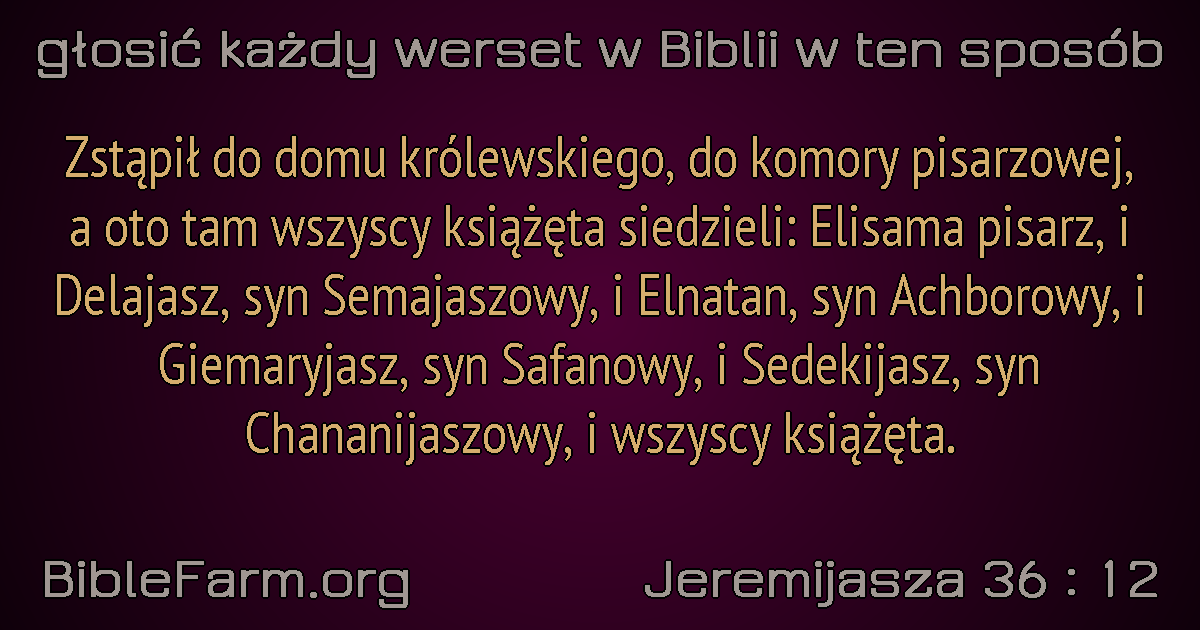 głosić każdy werset w Biblii w ten sposób
Zstąpił do domu królewskiego, do komory pisarzowej,
a oto tam wszyscy książęta siedzieli: Elisama pisarz, i
Delajasz, syn Semajaszowy, i Elnatan, syn Achborowy, i
Giemaryjasz, syn Safanowy, i Sedekijasz, syn
Chananijaszowy, i wszyscy książęta.
BibleFarm.org
Jeremijasza 36 : 12